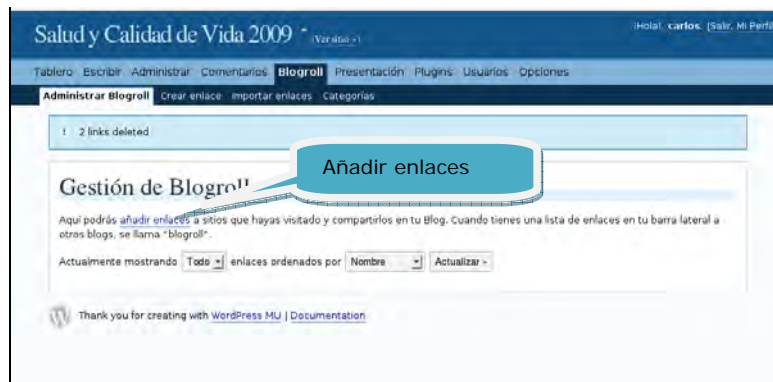 Salud y Calidad de Vida 2009 (Ver sitio »)
¡Hola!, carlos. [Salir, Mi Perfil
Tablero Escribir Administrar Comentarios Blogroll Presentación Plugins Usuarios Opciones
Administrar Blogroll Crear enlace Importar enlaces Categorías
! 2 links deleted
Añadir enlaces
Gestión de Blogroll
Aquí podrás añadir enlaces a sitios que hayas visitado y compartirlos en tu Blog. Cuando tienes una lista de enlaces en tu barra lateral a
otros blogs, se llama "blogroll".
Actualmente mostrando Todo enlaces ordenados por Nombre Actualizar »
Thank you for creating with WordPress MU | Documentation